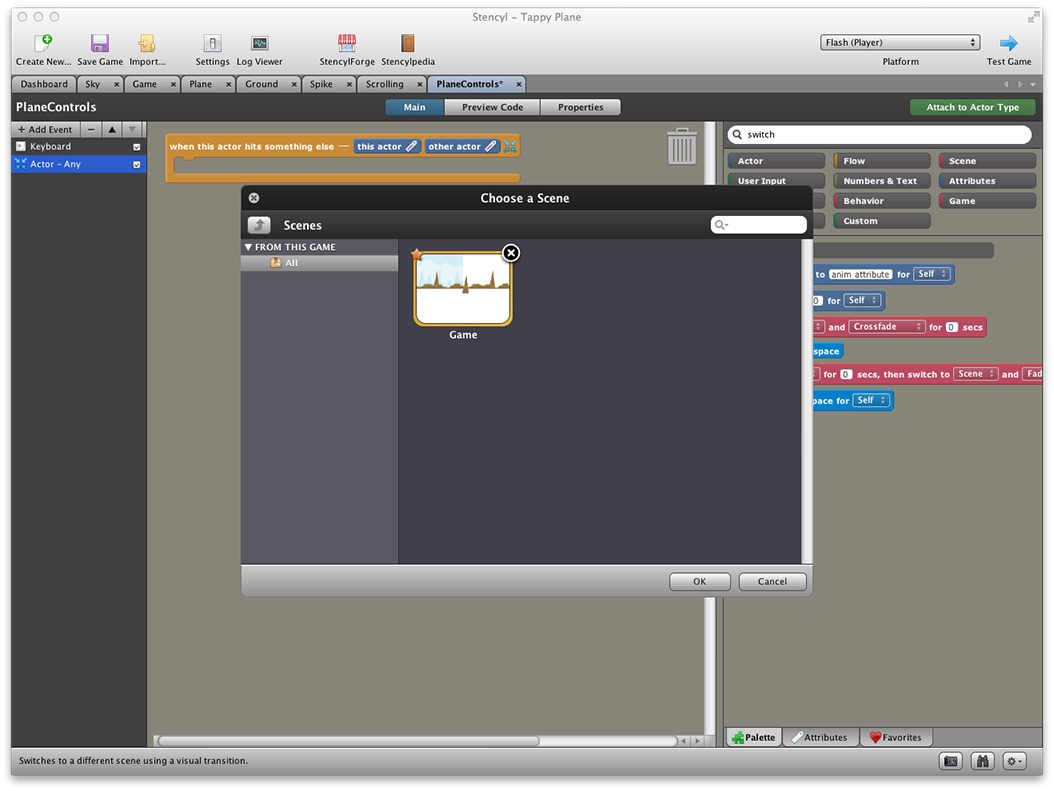 Stencyl – Tappy Plane
Create New... Save Game Import... Settings Log Viewer StencylForge Stencylpedia Flash (Player) Platform Test Game
Dashboard Sky × Game × Plane × Ground × Spike × Scrolling × PlaneControls* ×
PlaneControls Main Preview Code Properties Attach to Actor Type
+ Add Event
Keyboard
Actor – Any
when this actor hits something else — this actor other actor
switch
Actor Flow Scene
User Input Numbers & Text Attributes
Behavior Game
Custom
Choose a Scene
Scenes
FROM THIS GAME
All
Game
to anim attribute for Self
0 for Self
and Crossfade for 0 secs
space
for 0 secs, then switch to Scene and Fad
pace for Self
OK Cancel
Palette Attributes Favorites
Switches to a different scene using a visual transition.